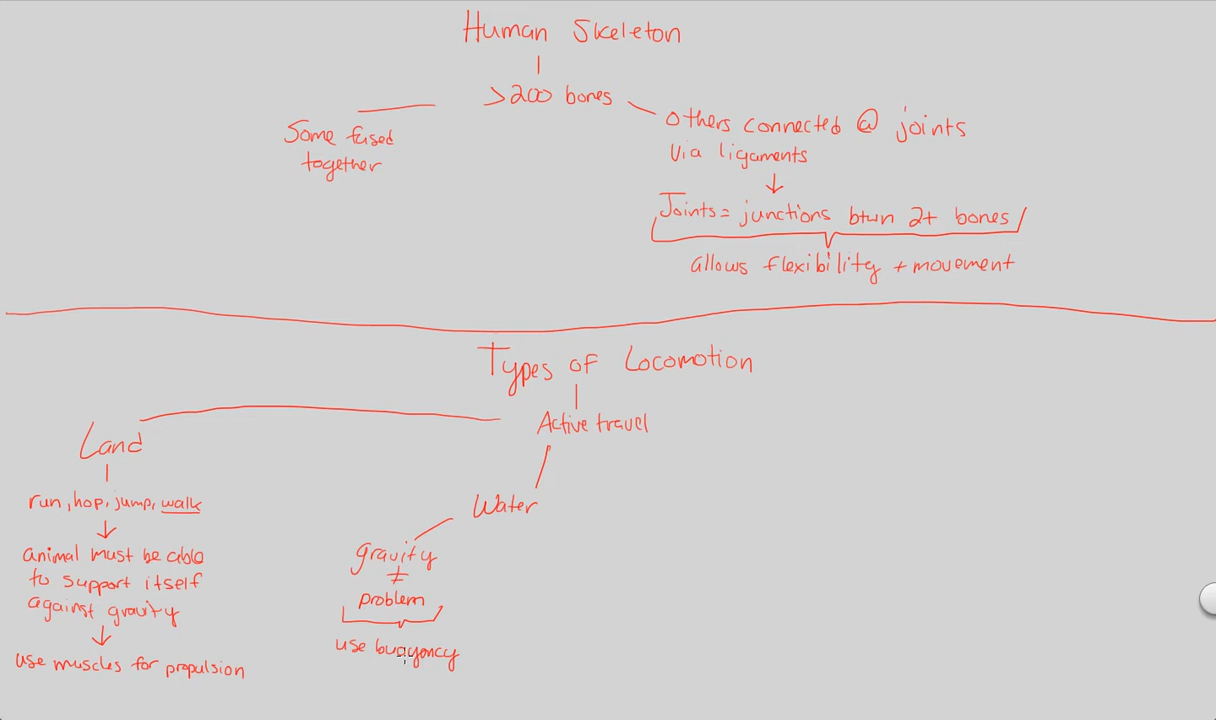 Human Skeleton
>200 bones
Some fused
together
others connected @ joints
via ligaments
↓
Joints = junctions btwn 2+ bones
allows flexibility + movement
Types of Locomotion
Active travel
Land
run, hop, jump, walk
↓
animal must be able
to support itself
against gravity
↓
use muscles for propulsion
Water
gravity
≠
problem
use buoyancy